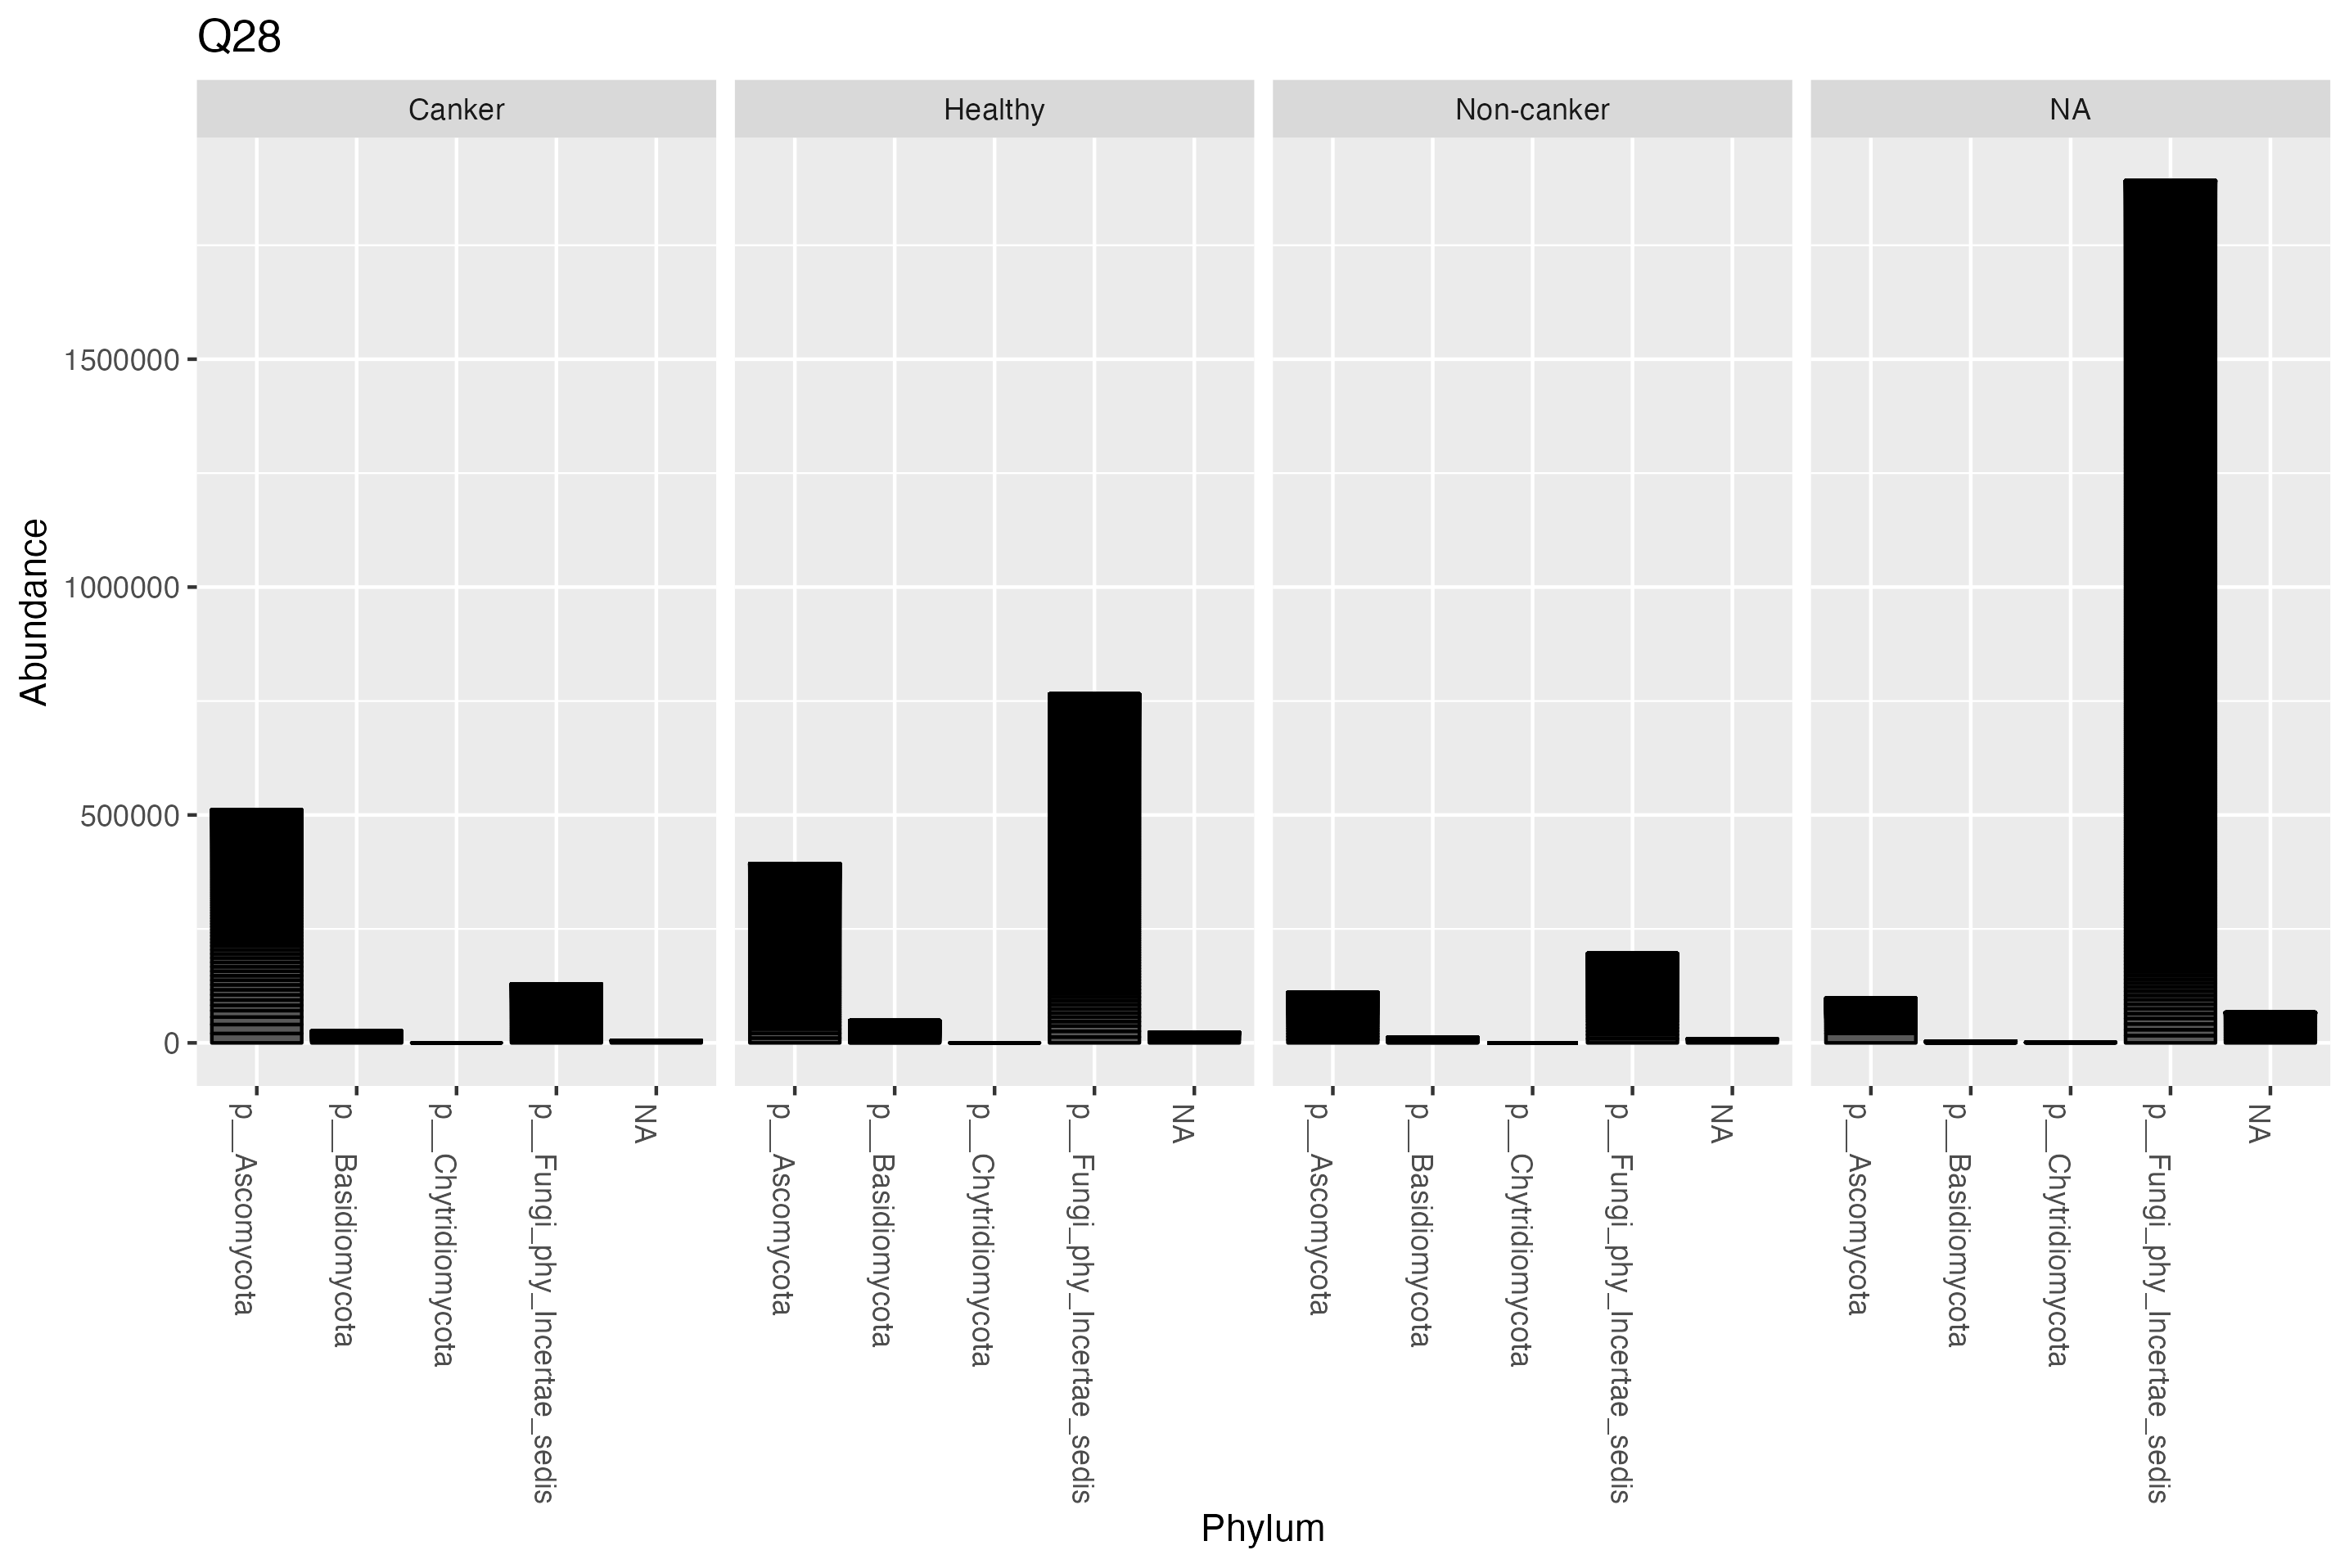 Q28
Canker Healthy Non-canker NA
Abundance
1500000
1000000
500000
0
p__Ascomycota p__Basidiomycota p__Chytridiomycota p__Fungi_phy_Incertae_sedis NA p__Ascomycota p__Basidiomycota p__Chytridiomycota p__Fungi_phy_Incertae_sedis NA p__Ascomycota p__Basidiomycota p__Chytridiomycota p__Fungi_phy_Incertae_sedis NA p__Ascomycota p__Basidiomycota p__Chytridiomycota p__Fungi_phy_Incertae_sedis NA
Phylum